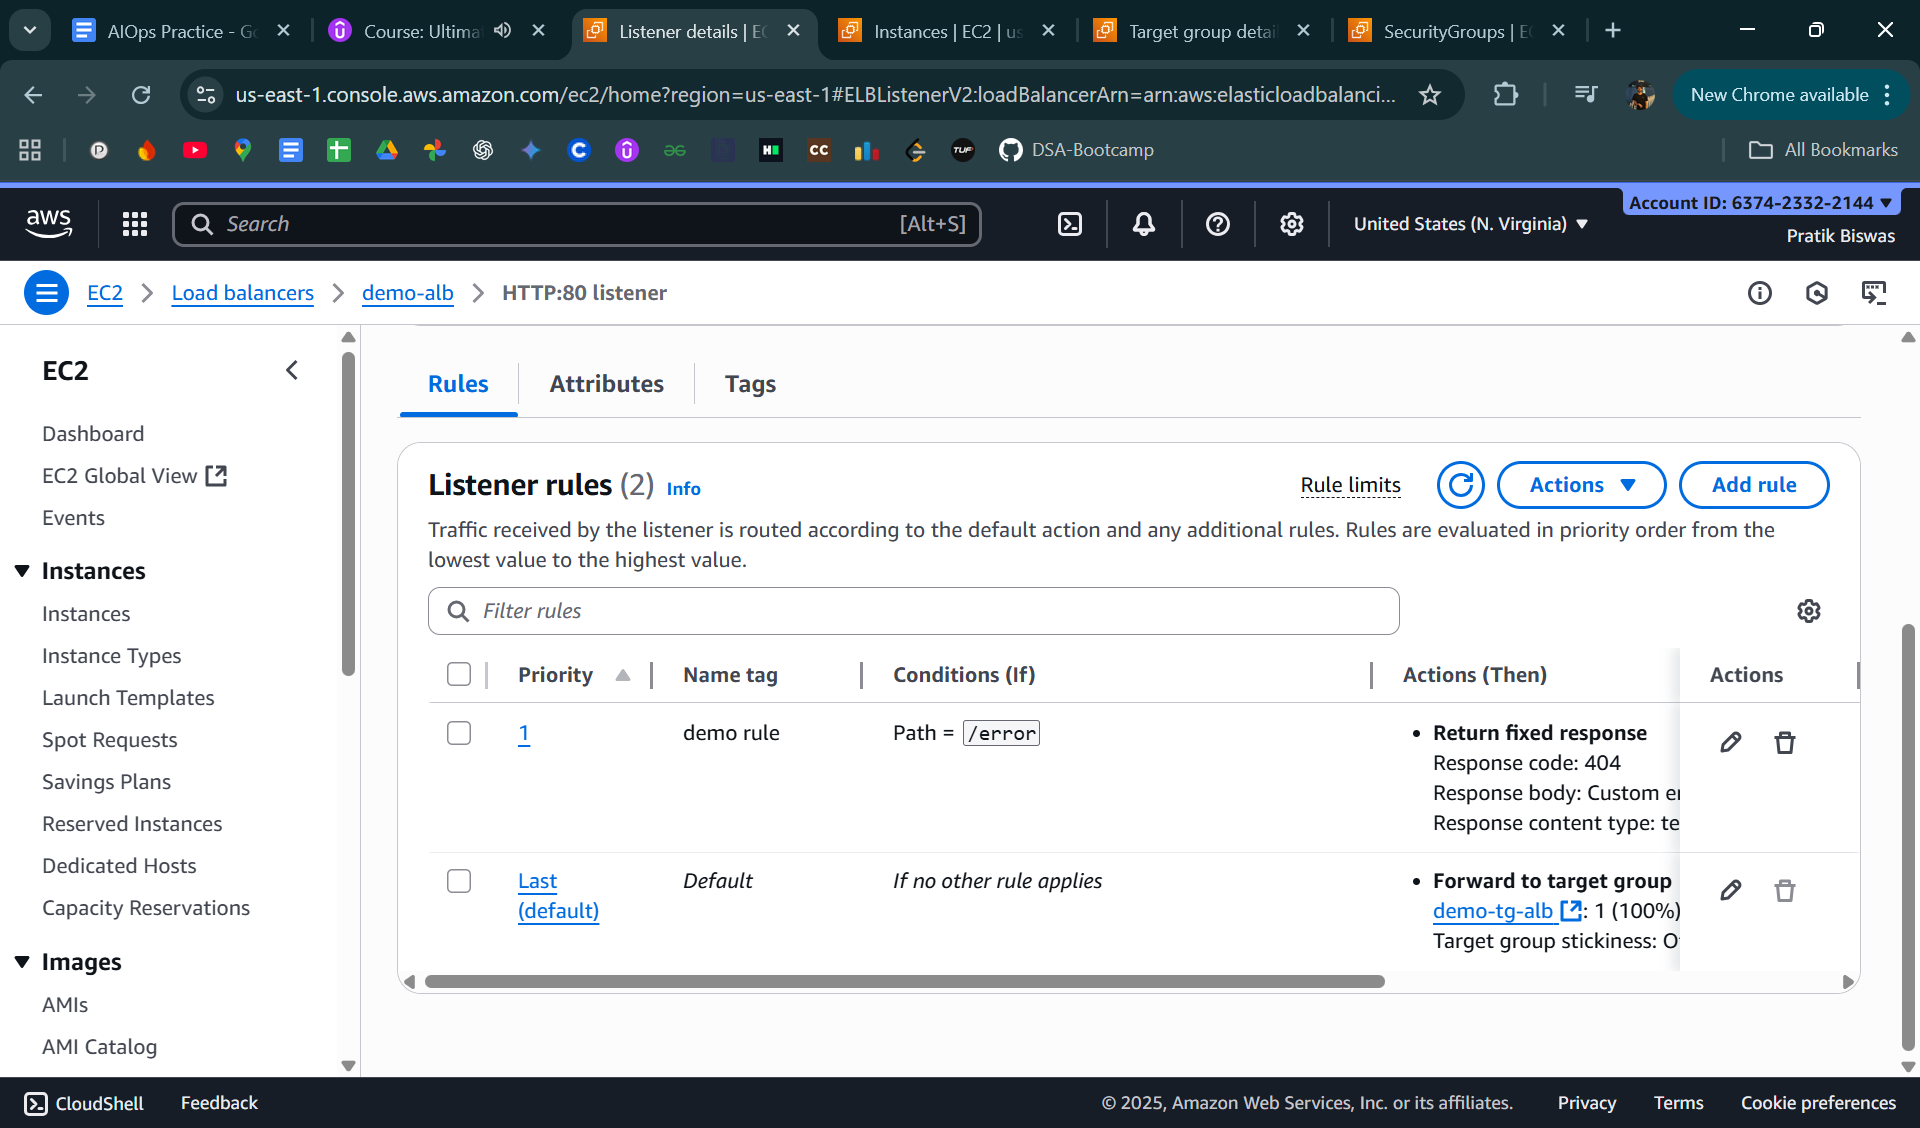 AIOps Practice - Go
Course: Ultima
Listener details | EC
Instances | EC2 | us
Target group detai
SecurityGroups | EC
us-east-1.console.aws.amazon.com/ec2/home?region=us-east-1#ELBListenerV2:loadBalancerArn=arn:aws:elasticloadbalanci...
New Chrome available
DSA-Bootcamp
All Bookmarks
aws
Search
[Alt+S]
United States (N. Virginia)
Account ID: 6374-2332-2144
Pratik Biswas
EC2
Load balancers
demo-alb
HTTP:80 listener
EC2
Dashboard
EC2 Global View
Events
Instances
Instances
Instance Types
Launch Templates
Spot Requests
Savings Plans
Reserved Instances
Dedicated Hosts
Capacity Reservations
Images
AMIs
AMI Catalog
Rules
Attributes
Tags
Listener rules (2) Info
Rule limits
Actions
Add rule
Traffic received by the listener is routed according to the default action and any additional rules. Rules are evaluated in priority order from the
lowest value to the highest value.
Filter rules
Priority
Name tag
Conditions (If)
Actions (Then)
Actions
1
demo rule
Path = /error
Return fixed response
Response code: 404
Response body: Custom er
Response content type: te
Last
(default)
Default
If no other rule applies
Forward to target group
demo-tg-alb : 1 (100%)
Target group stickiness: O
CloudShell
Feedback
© 2025, Amazon Web Services, Inc. or its affiliates.
Privacy
Terms
Cookie preferences